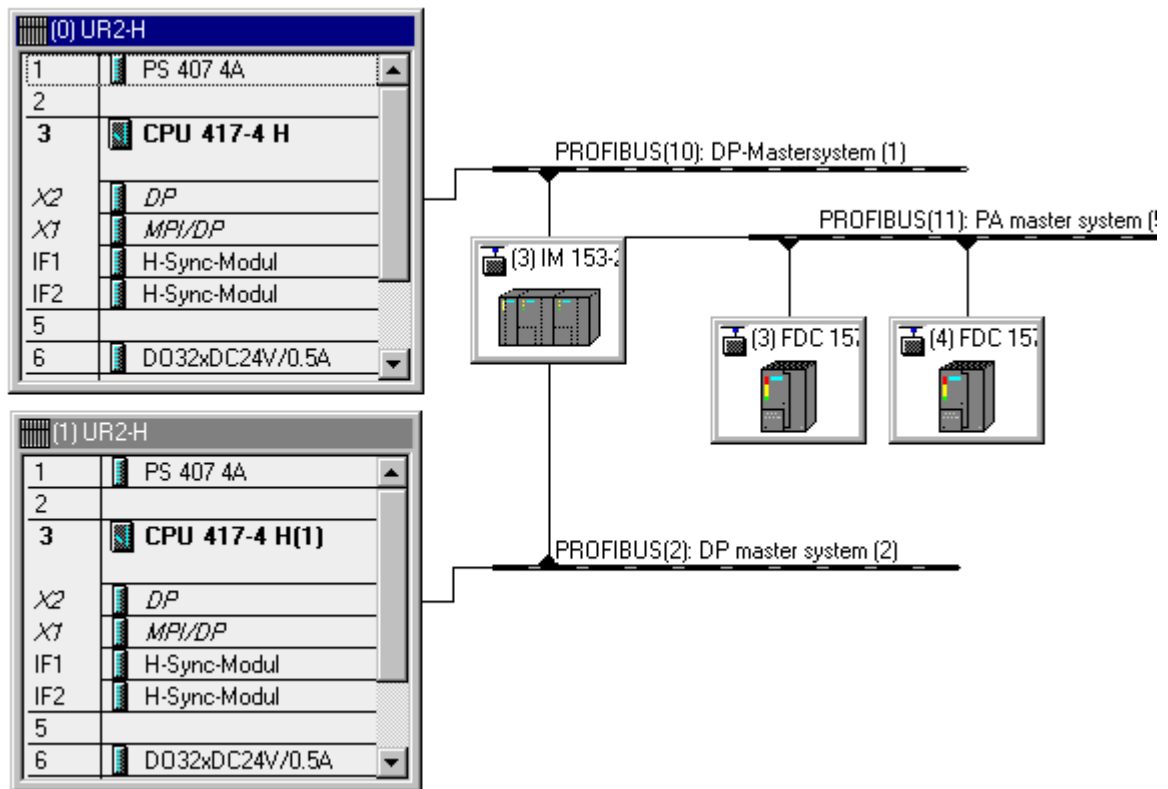 (0) UR2-H
1 PS 407 4A
2
3 CPU 417-4 H
X2 DP
X1 MPI/DP
IF1 H-Sync-Modul
IF2 H-Sync-Modul
5
6 DO32xDC24V/0.5A
PROFIBUS(10): DP-Mastersystem (1)
PROFIBUS(11): PA master system (
(3) IM 153-2
(3) FDC 157
(4) FDC 157
(1) UR2-H
1 PS 407 4A
2
3 CPU 417-4 H(1)
X2 DP
X1 MPI/DP
IF1 H-Sync-Modul
IF2 H-Sync-Modul
5
6 DO32xDC24V/0.5A
PROFIBUS(2): DP master system (2)